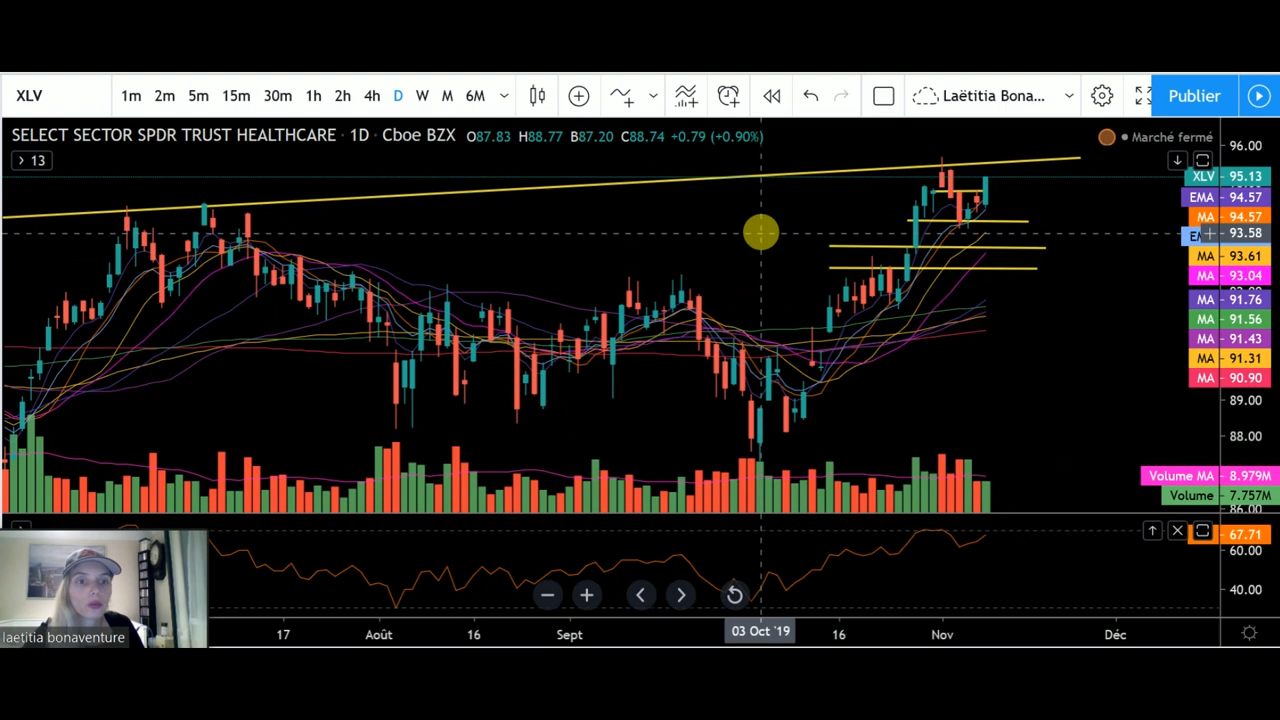 XLV 1m 2m 5m 15m 30m 1h 2h 4h D W M 6M Laëtitia Bona... Publier
SELECT SECTOR SPDR TRUST HEALTHCARE · 1D · Cboe BZX O87.83 H88.77 B87.20 C88.74 +0.79 (+0.90%) Marché fermé
13
96.00
XLV 95.13
EMA 94.57
MA 94.57
93.58
MA 93.61
MA 93.04
MA 91.76
MA 91.56
MA 91.43
MA 91.31
MA 90.90
89.00
88.00
Volume MA 8.979M
Volume 7.757M
86.00
67.71
60.00
40.00
laëtitia bonaventure
17 Août 16 Sept 03 Oct '19 16 Nov Déc